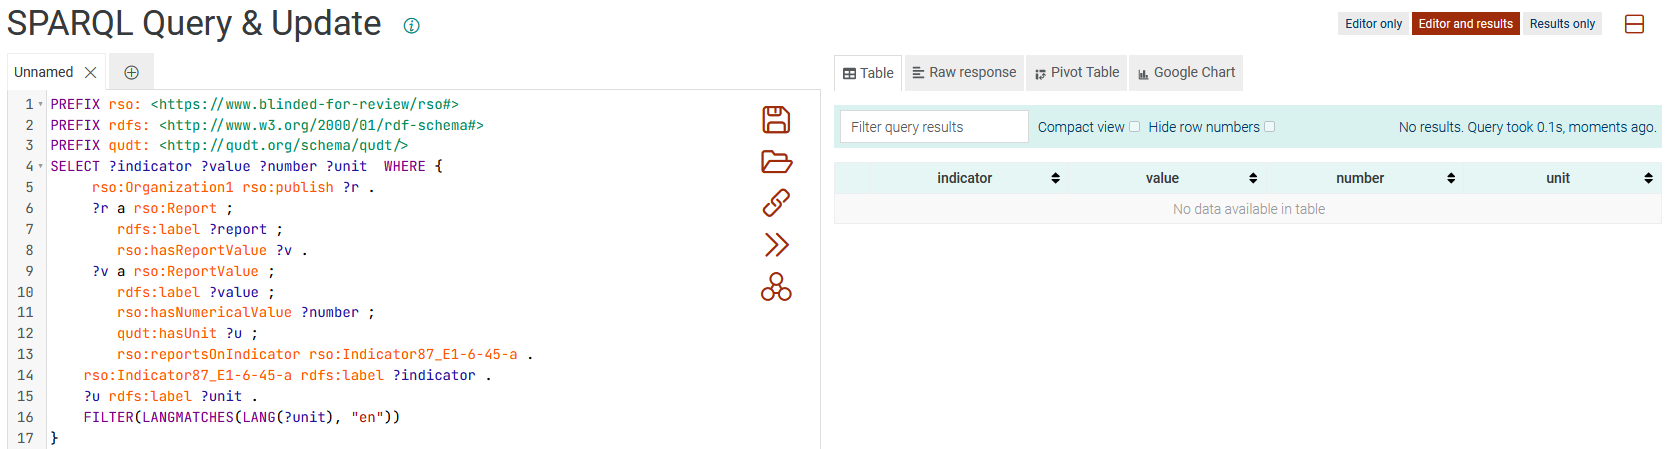 SPARQL Query & Update
Editor only Editor and results Results only
Unnamed
Table Raw response Pivot Table Google Chart
1 PREFIX rso: <https://www.blinded-for-review/rso#>
2 PREFIX rdfs: <http://www.w3.org/2000/01/rdf-schema#>
3 PREFIX qudt: <http://qudt.org/schema/qudt/>
4 SELECT ?indicator ?value ?number ?unit  WHERE {
5 rso:Organization1 rso:publish ?r .
6 ?r a rso:Report ;
7 rdfs:label ?report ;
8 rso:hasReportValue ?v .
9 ?v a rso:ReportValue ;
10 rdfs:label ?value ;
11 rso:hasNumericalValue ?number ;
12 qudt:hasUnit ?u ;
13 rso:reportsOnIndicator rso:Indicator87_E1-6-45-a .
14 rso:Indicator87_E1-6-45-a rdfs:label ?indicator .
15 ?u rdfs:label ?unit .
16 FILTER(LANGMATCHES(LANG(?unit), "en"))
17 }
Filter query results Compact view Hide row numbers No results. Query took 0.1s, moments ago.
indicator value number unit
No data available in table